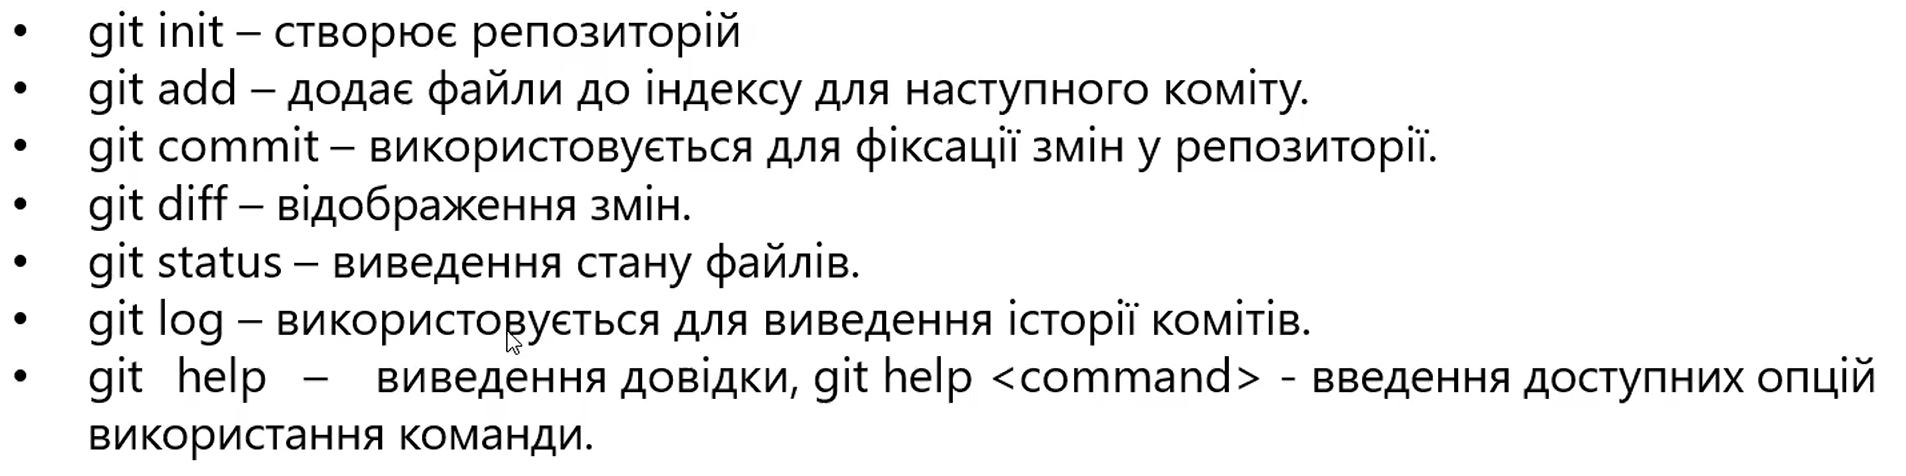 • git init – створює репозиторій
• git add – додає файли до індексу для наступного коміту.
• git commit – використовується для фіксації змін у репозиторії.
• git diff – відображення змін.
• git status – виведення стану файлів.
• git log – використовується для виведення історії комітів.
• git help – виведення довідки, git help <command> - введення доступних опцій
використання команди.